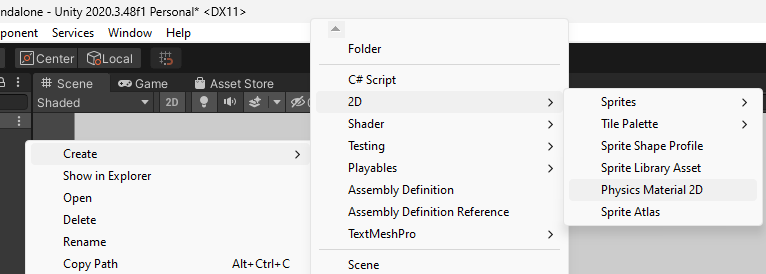 ndalone - Unity 2020.3.48f1 Personal* <DX11>
ponent Services Window Help
Center Local
Scene Game Asset Store
Shaded 2D
Create
Show in Explorer
Open
Delete
Rename
Copy Path Alt+Ctrl+C
Folder
C# Script
2D
Shader
Testing
Playables
Assembly Definition
Assembly Definition Reference
TextMeshPro
Scene
Sprites
Tile Palette
Sprite Shape Profile
Sprite Library Asset
Physics Material 2D
Sprite Atlas